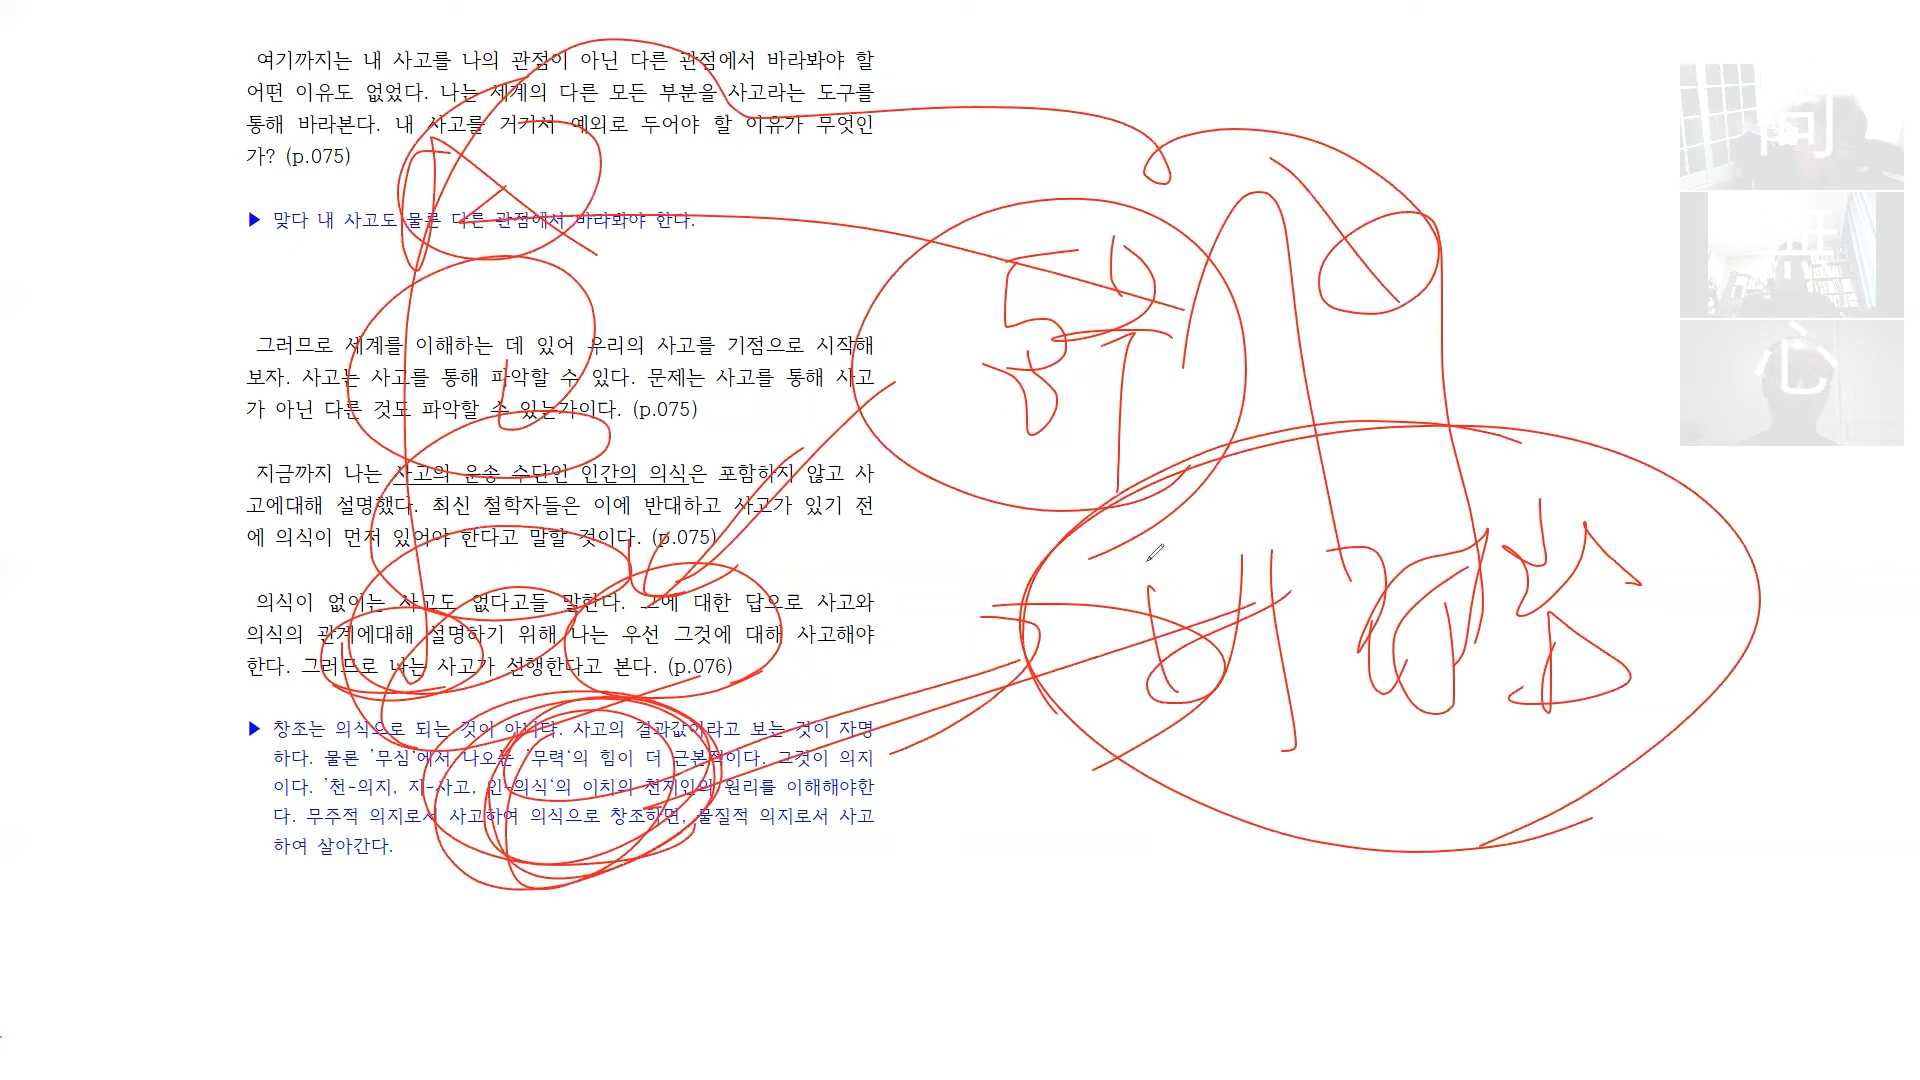 여기까지는 내 사고를 나의 관점이 아닌 다른 관점에서 바라봐야 할
어떤 이유도 없었다. 나는 세계의 다른 모든 부분을 사고라는 도구를
통해 바라본다. 내 사고를 거기서 예외로 두어야 할 이유가 무엇인
가? (p.075)
▶ 맞다 내 사고도 물론 다른 관점에서 바라봐야 한다.
그러므로 세계를 이해하는 데 있어 우리의 사고를 기점으로 시작해
보자. 사고는 사고를 통해 파악할 수 있다. 문제는 사고를 통해 사고
가 아닌 다른 것도 파악할 수 있는가이다. (p.075)
지금까지 나는 사고의 운송 수단인 인간의 의식은 포함하지 않고 사
고에대해 설명했다. 최신 철학자들은 이에 반대하고 사고가 있기 전
에 의식이 먼저 있어야 한다고 말할 것이다. (p.075)
의식이 없이는 사고도 없다고들 말한다. 그에 대한 답으로 사고와
의식의 관계에대해 설명하기 위해 나는 우선 그것에 대해 사고해야
한다. 그러므로 나는 사고가 선행한다고 본다. (p.076)
▶ 창조는 의식으로 되는 것이 아니다. 사고의 결과값이라고 보는 것이 자명
하다. 물론 '무심'에서 나오는 '무력'의 힘이 더 근본적이다. 그것이 의지
이다. '천-의지, 지-사고, 인-의식'의 이치의 천지인의 원리를 이해해야한
다. 무주적 의지로서 사고하여 의식으로 창조하면, 물질적 의지로서 사고
하여 살아간다.
問
心